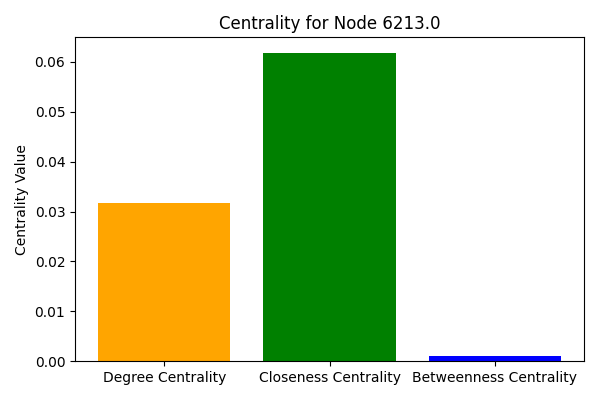 Centrality for Node 6213.0
Centrality Value
0.06
0.05
0.04
0.03
0.02
0.01
0.00
Degree Centrality
Closeness Centrality
Betweenness Centrality